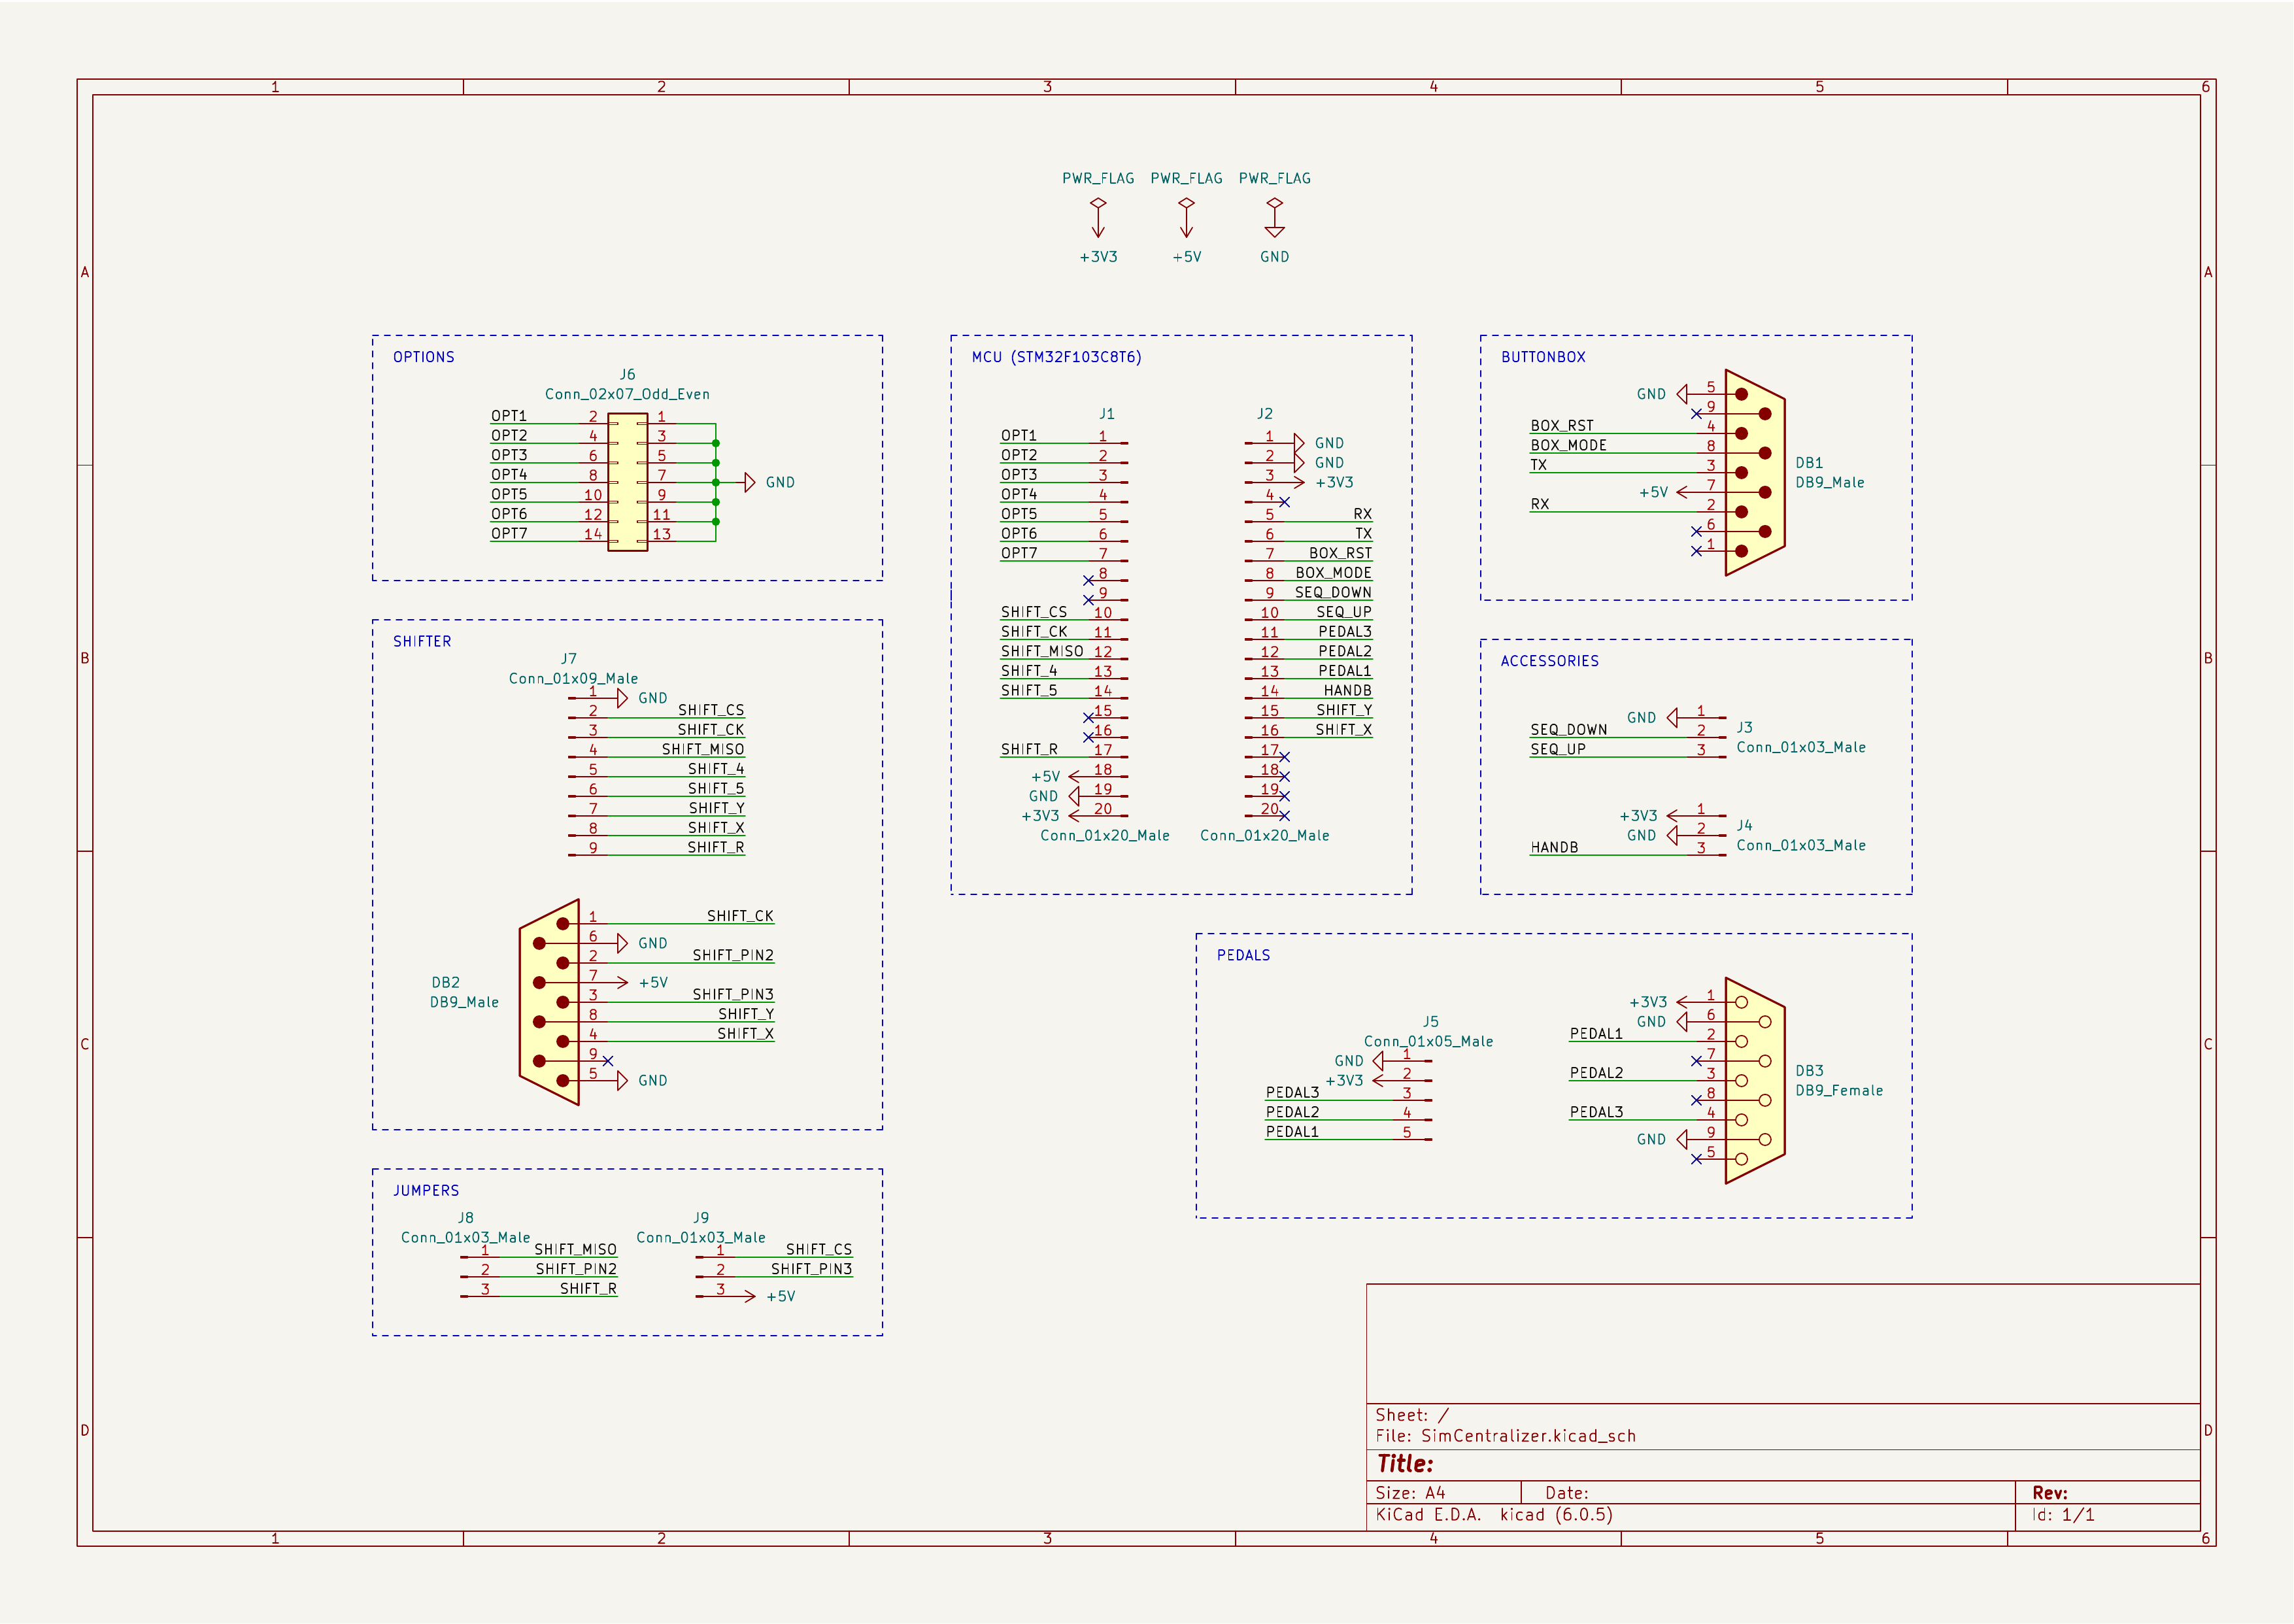 1 2 3 4 5 6
PWR_FLAG PWR_FLAG PWR_FLAG
+3V3 +5V GND
A A
B B
C C
D D
OPTIONS
J6
Conn_02x07_Odd_Even
OPT1 2 1
OPT2 4 3
OPT3 6 5
OPT4 8 7 GND
OPT5 10 9
OPT6 12 11
OPT7 14 13
SHIFTER
J7
Conn_01x09_Male
1 GND
2 SHIFT_CS
3 SHIFT_CK
4 SHIFT_MISO
5 SHIFT_4
6 SHIFT_5
7 SHIFT_Y
8 SHIFT_X
9 SHIFT_R
DB2
DB9_Male
1 SHIFT_CK
6 GND
2 SHIFT_PIN2
7 +5V
3 SHIFT_PIN3
8 SHIFT_Y
4 SHIFT_X
9
5 GND
JUMPERS
J8
Conn_01x03_Male
1 SHIFT_MISO
2 SHIFT_PIN2
3 SHIFT_R
J9
Conn_01x03_Male
1 SHIFT_CS
2 SHIFT_PIN3
3 +5V
MCU (STM32F103C8T6)
J1
OPT1 1
OPT2 2
OPT3 3
OPT4 4
OPT5 5
OPT6 6
OPT7 7
8
9
SHIFT_CS 10
SHIFT_CK 11
SHIFT_MISO 12
SHIFT_4 13
SHIFT_5 14
15
16
SHIFT_R 17
+5V 18
GND 19
+3V3 20
Conn_01x20_Male
J2
1 GND
2 GND
3 +3V3
4
5 RX
6 TX
7 BOX_RST
8 BOX_MODE
9 SEQ_DOWN
10 SEQ_UP
11 PEDAL3
12 PEDAL2
13 PEDAL1
14 HANDB
15 SHIFT_Y
16 SHIFT_X
17
18
19
20
Conn_01x20_Male
BUTTONBOX
GND 5
9
BOX_RST 4
BOX_MODE 8
TX 3
+5V 7
RX 2
6
1
DB1
DB9_Male
ACCESSORIES
GND 1
SEQ_DOWN 2
SEQ_UP 3
J3
Conn_01x03_Male
+3V3 1
GND 2
HANDB 3
J4
Conn_01x03_Male
PEDALS
J5
Conn_01x05_Male
GND 1
+3V3 2
PEDAL3 3
PEDAL2 4
PEDAL1 5
+3V3 1
GND 6
PEDAL1 2
7
PEDAL2 3
8
PEDAL3 4
GND 9
5
DB3
DB9_Female
Sheet: /
File: SimCentralizer.kicad_sch
Title:
Size: A4 Date: Rev:
KiCad E.D.A. kicad (6.0.5) Id: 1/1
1 2 3 4 5 6